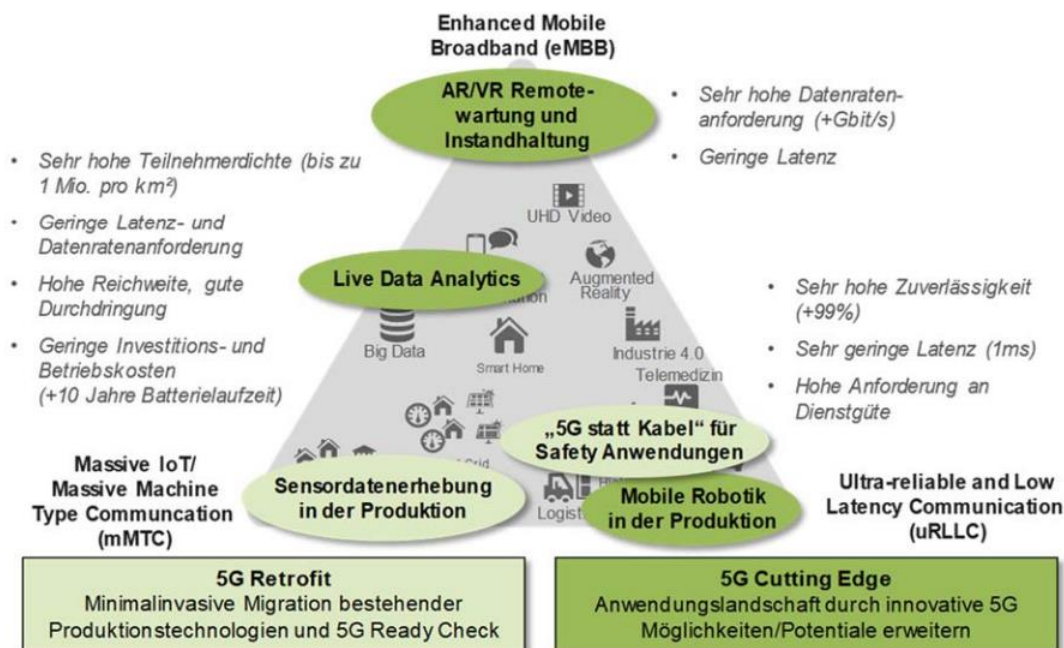 Enhanced Mobile
Broadband (eMBB)
AR/VR Remote-
wartung und
Instandhaltung
• Sehr hohe Datenraten-
anforderung (+Gbit/s)
• Geringe Latenz
• Sehr hohe Teilnehmerdichte (bis zu
1 Mio. pro km²)
• Geringe Latenz- und
Datenratenanforderung
• Hohe Reichweite, gute
Durchdringung
• Geringe Investitions- und
Betriebskosten
(+10 Jahre Batterielaufzeit)
UHD Video
Live Data Analytics
Augmented
Reality
Big Data
Smart Home
Industrie 4.0
Telemedizin
• Sehr hohe Zuverlässigkeit
(+99%)
• Sehr geringe Latenz (1ms)
• Hohe Anforderung an
Dienstgüte
„5G statt Kabel“ für
Safety Anwendungen
Massive IoT/
Massive Machine
Type Communcation
(mMTC)
Sensordatenerhebung
in der Produktion
Mobile Robotik
in der Produktion
Ultra-reliable and Low
Latency Communication
(uRLLC)
5G Retrofit
Minimalinvasive Migration bestehender
Produktionstechnologien und 5G Ready Check
5G Cutting Edge
Anwendungslandschaft durch innovative 5G
Möglichkeiten/Potentiale erweitern